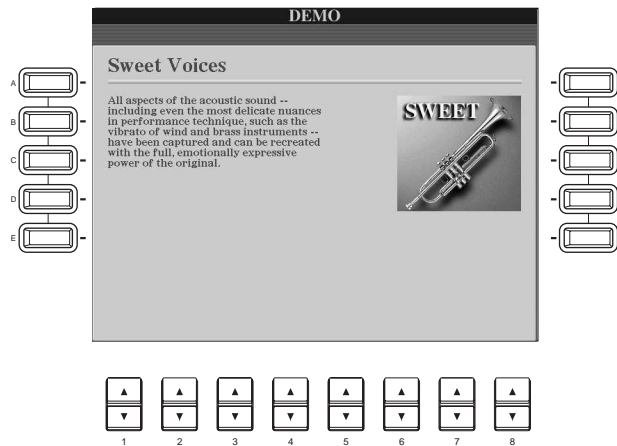 DEMO
Sweet Voices
All aspects of the acoustic sound --
including even the most delicate nuances
in performance technique, such as the
vibrato of wind and brass instruments --
have been captured and can be recreated
with the full, emotionally expressive
power of the original.
SWEET
A
B
C
D
E
1 2 3 4 5 6 7 8